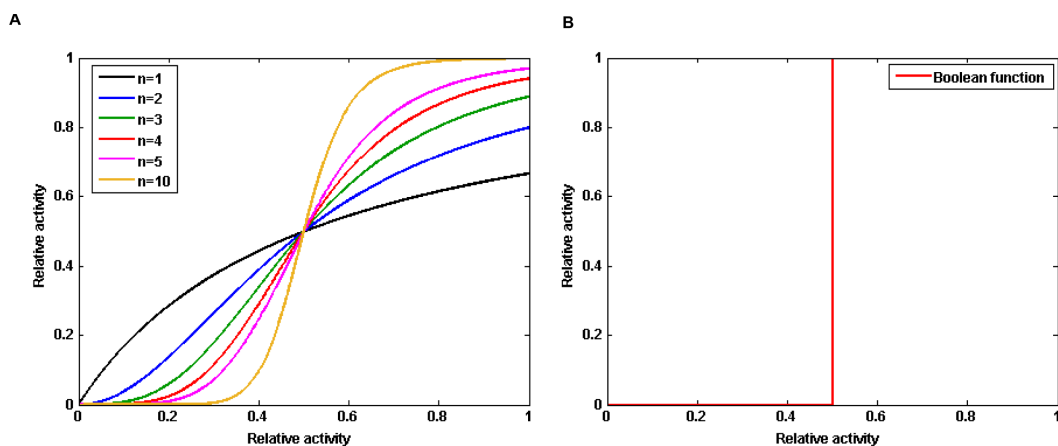 A
Relative activity
1
0.8
0.6
0.4
0.2
0
n=1
n=2
n=3
n=4
n=5
n=10
0 0.2 0.4 0.6 0.8 1
Relative activity
B
Relative activity
1
0.8
0.6
0.4
0.2
0
Boolean function
0 0.2 0.4 0.6 0.8 1
Relative activity